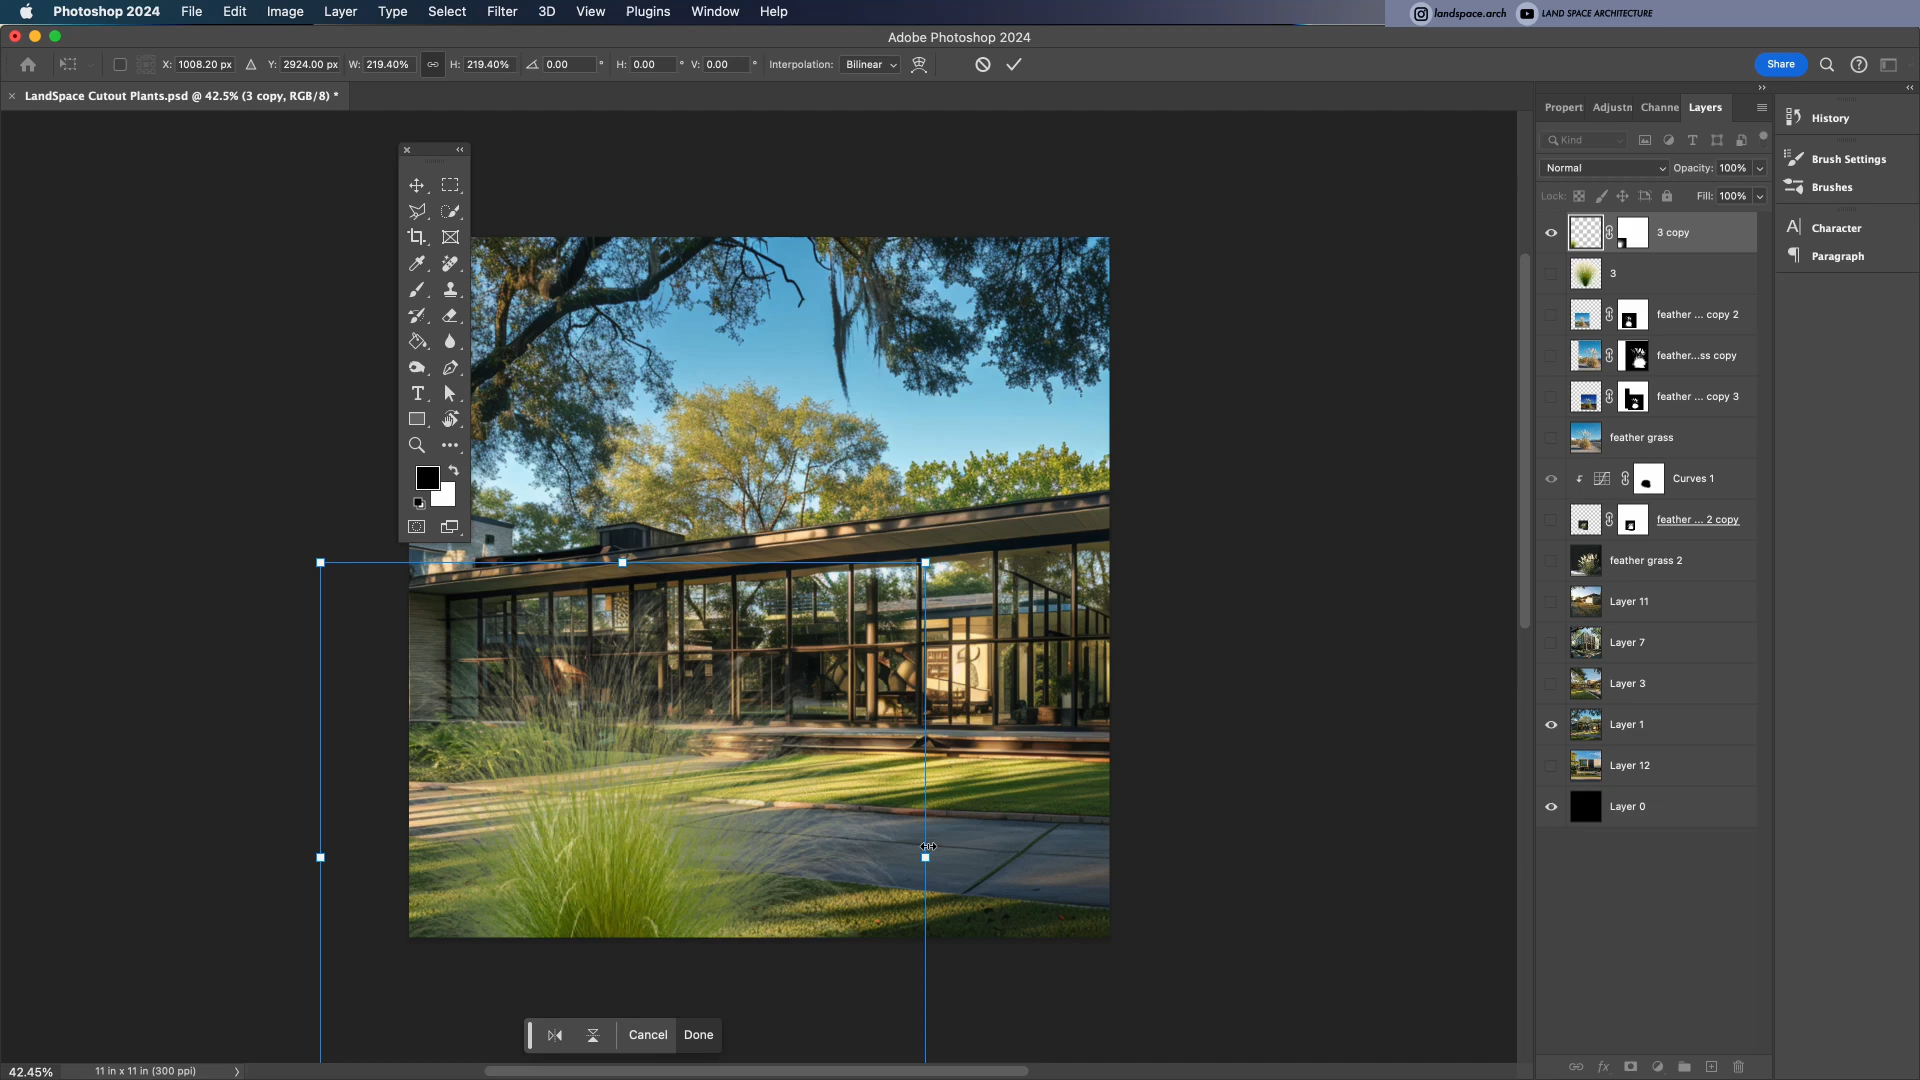 Photoshop 2024 File Edit Image Layer Type Select Filter 3D View Plugins Window Help
landspace.arch LAND SPACE ARCHITECTURE
Adobe Photoshop 2024
X: 1008.20 px Y: 2924.00 px W: 219.40% H: 219.40% 0.00 ° H: 0.00 ° V: 0.00 ° Interpolation: Bilinear Share
LandSpace Cutout Plants.psd @ 42.5% (3 copy, RGB/8) *
Propert Adjustn Channe Layers
Kind
Normal Opacity: 100%
Lock: Fill: 100%
3 copy
3
feather ... copy 2
feather...ss copy
feather ... copy 3
feather grass
Curves 1
feather ... 2 copy
feather grass 2
Layer 11
Layer 7
Layer 3
Layer 1
Layer 12
Layer 0
History
Brush Settings
Brushes
Character
Paragraph
Cancel Done
42.45% 11 in x 11 in (300 ppi)